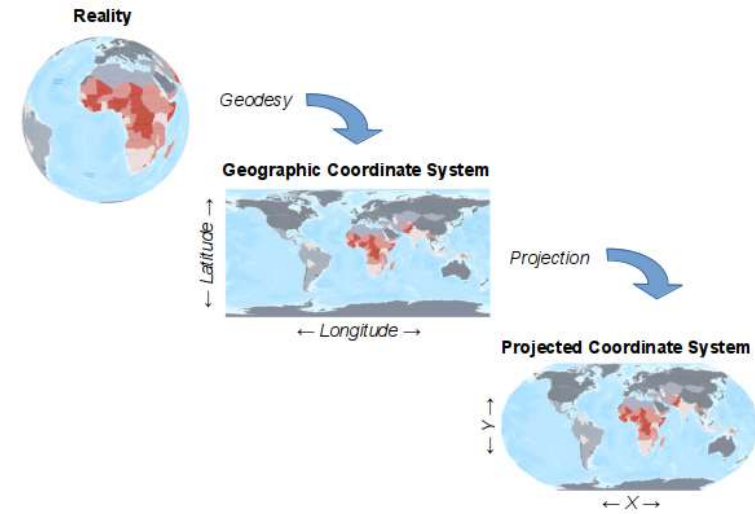 Reality
Geodesy
Geographic Coordinate System
← Latitude →
← Longitude →
Projection
Projected Coordinate System
← Y →
← X →